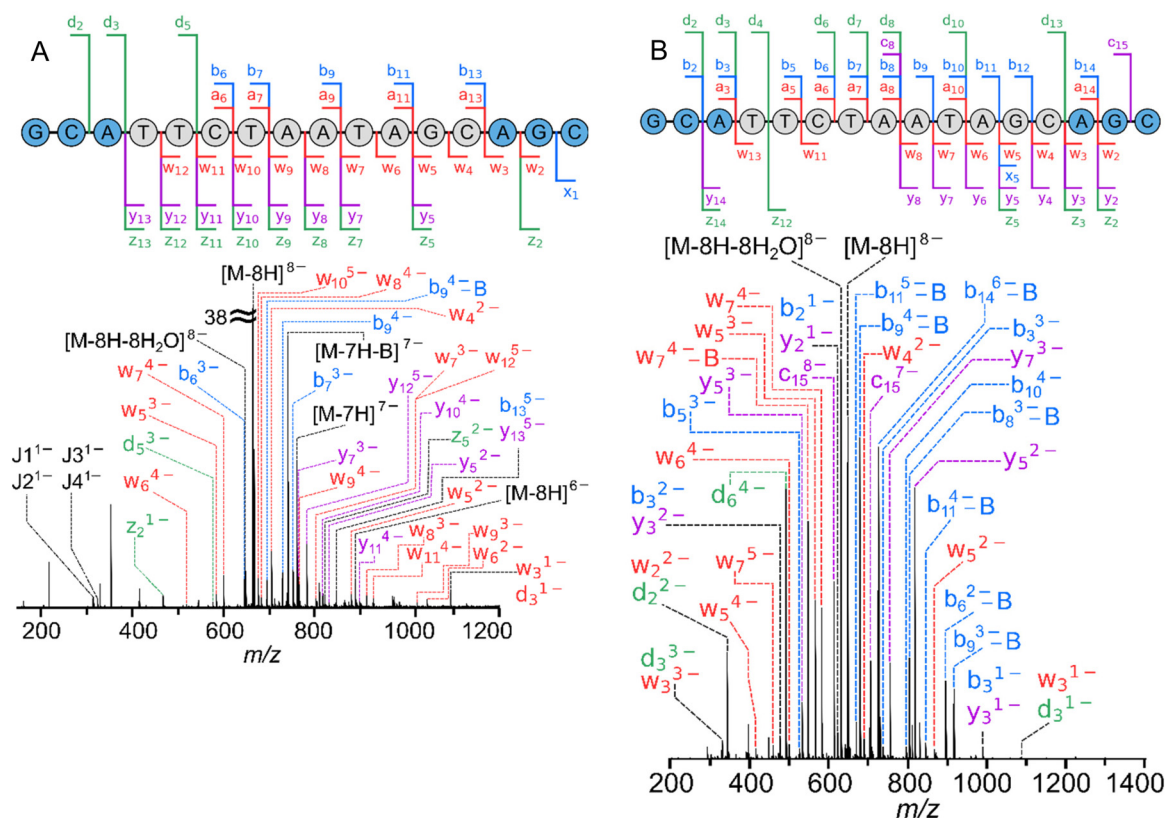 A
d2 d3 d5
b6 b7 b9 b11 b13
a6 a7 a9 a11 a13
G C A T T C T A A T A G C A G C
w12 w11 w10 w9 w8 w7 w6 w5 w4 w3 w2
x1
y13 y12 y11 y10 y9 y8 y7 y5
z13 z12 z11 z10 z9 z8 z7 z5 z2
[M-8H]8−
w10 5−
w8 4−
38
b9 4−-B
w4 2−
[M-8H-8H2O]8−
b9 4−
w7 4−
b6 3−
[M-7H-B]7−
w7 3−
w12 5−
y12 5−
w5 3−
b7 3−
y10 4−
b13 5−
[M-7H]7−
z5 2−
y13 5−
d5 3−
J1 1− J3 1−
y7 3−
y5 2−
J2 1− J4 1−
w6 4−
w9 4−
w5 2−
[M-8H]6−
z2 1−
y11 4−
w8 3−
w9 3−
w11 4−
w6 2−
w3 1−
d3 1−
200 400 600 800 1000 1200
m/z
B
d2 d3 d4 d6 d7 d8 d10 d13
c8 c15
b2 b3 b5 b6 b7 b8 b9 b10 b11 b12 b14
a3 a5 a6 a7 a8 a10 a14
G C A T T C T A A T A G C A G C
w13 w11 w8 w7 w6 w5 w4 w3 w2
x5
y14 y8 y7 y6 y5 y4 y3 y2
z14 z12 z5 z3 z2
[M-8H-8H2O]8−
[M-8H]8−
w7 4−
b2 1−
b11 5−-B
b14 6−-B
w5 3−
y2 1−
b9 4−-B
b3 3−
w7 4−-B
c15 8−
w4 2−
y7 3−
y5 3−
c15 7−
b10 4−
b5 3−
b8 3−-B
w6 4−
y5 2−
b3 2−
d6 4−
y3 2−
b11 4−-B
w2 2−
w7 5−
w5 2−
d2 2−
b6 2−-B
w5 4−
b9 3−-B
d3 3−
b3 1−
w3 1−
w3 3−
y3 1−
d3 1−
200 400 600 800 1000 1200 1400
m/z